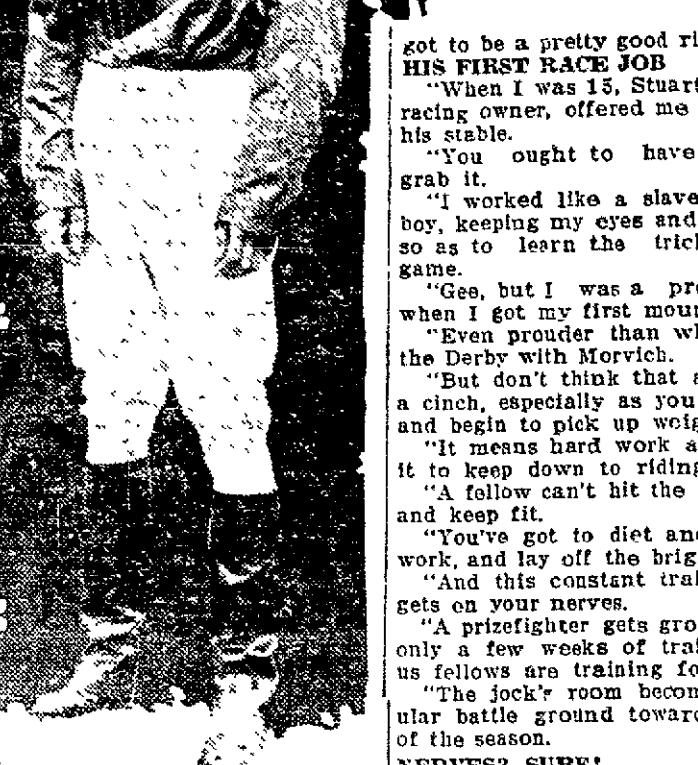 got to be a pretty good ri
HIS FIRST RACE JOB
"When I was 15, Stuart
racing owner, offered me
his stable.
"You ought to have
grab it.
"I worked like a slave
boy, keeping my eyes and
so as to learn the tric
game.
"Gee, but I was a pr
when I got my first moun
"Even prouder than w
the Derby with Morvich.
"But don't think that a
a cinch, especially as you
and begin to pick up weig
"It means hard work a
it to keep down to riding
"A fellow can't hit the
and keep fit.
"You've got to diet and
work, and lay off the brig
"And this constant trai
gets on your nerves.
"A prizefighter gets gro
only a few weeks of trai
us fellows are training fo
"The jock's room becom
ular battle ground toward
of the season.
NERVES? SURE!